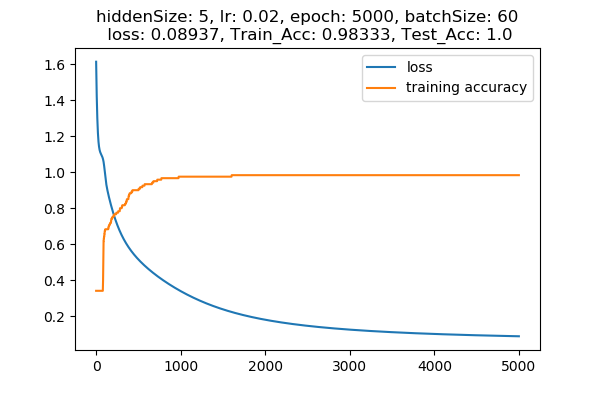 hiddenSize: 5, lr: 0.02, epoch: 5000, batchSize: 60
loss: 0.08937, Train_Acc: 0.98333, Test_Acc: 1.0
loss
training accuracy
1.6
1.4
1.2
1.0
0.8
0.6
0.4
0.2
0 1000 2000 3000 4000 5000